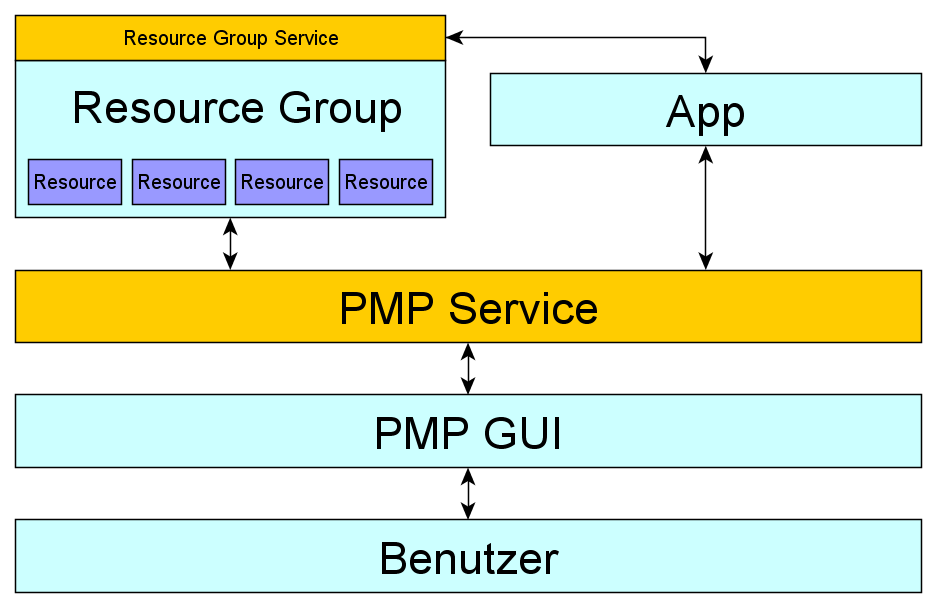 Resource Group Service
Resource Group
App
Resource Resource Resource Resource
PMP Service
PMP GUI
Benutzer